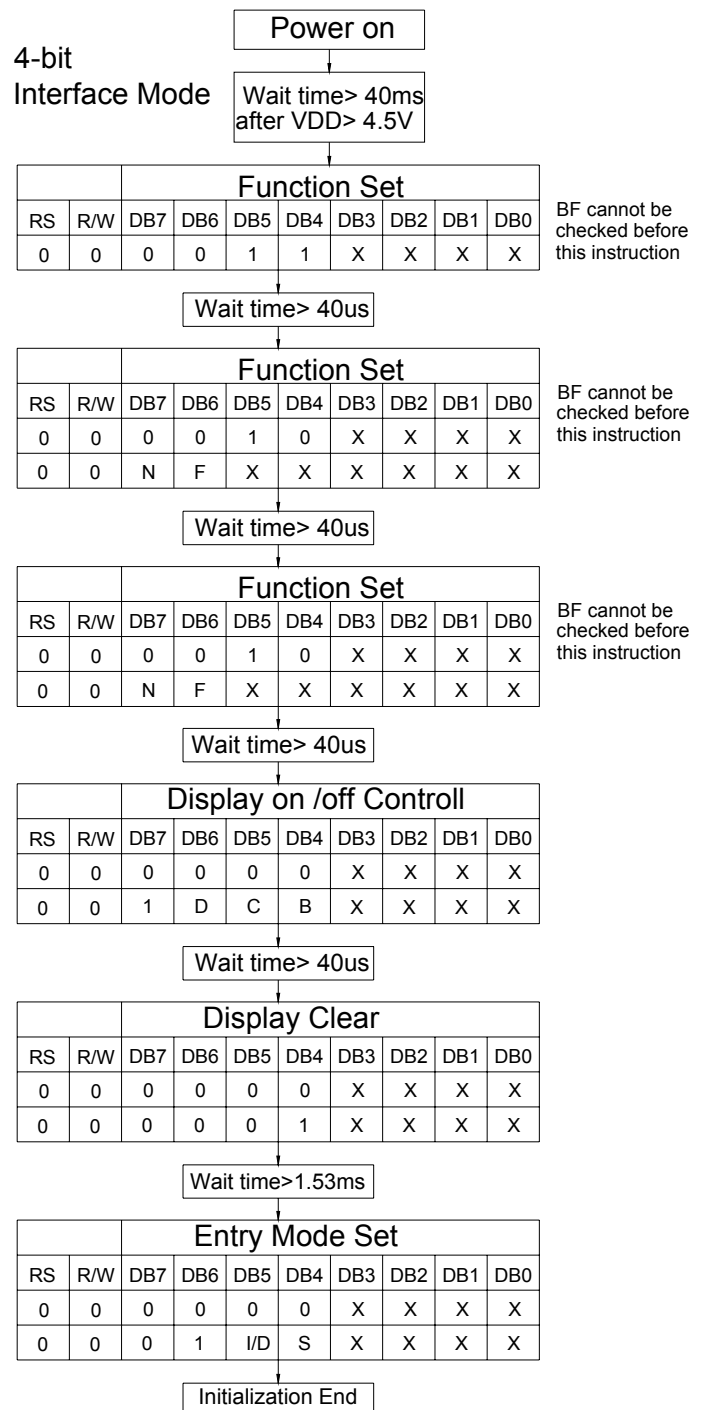 Power on
4-bit
Interface Mode
Wait time> 40ms
after VDD> 4.5V
Function Set
RS R/W DB7 DB6 DB5 DB4 DB3 DB2 DB1 DB0
0 0 0 0 1 1 X X X X
BF cannot be
checked before
this instruction
Wait time> 40us
Function Set
RS R/W DB7 DB6 DB5 DB4 DB3 DB2 DB1 DB0
0 0 0 0 1 0 X X X X
0 0 N F X X X X X X
BF cannot be
checked before
this instruction
Wait time> 40us
Function Set
RS R/W DB7 DB6 DB5 DB4 DB3 DB2 DB1 DB0
0 0 0 0 1 0 X X X X
0 0 N F X X X X X X
BF cannot be
checked before
this instruction
Wait time> 40us
Display on /off Controll
RS R/W DB7 DB6 DB5 DB4 DB3 DB2 DB1 DB0
0 0 0 0 0 0 X X X X
0 0 1 D C B X X X X
Wait time> 40us
Display Clear
RS R/W DB7 DB6 DB5 DB4 DB3 DB2 DB1 DB0
0 0 0 0 0 0 X X X X
0 0 0 0 0 1 X X X X
Wait time>1.53ms
Entry Mode Set
RS R/W DB7 DB6 DB5 DB4 DB3 DB2 DB1 DB0
0 0 0 0 0 0 X X X X
0 0 0 1 I/D S X X X X
Initialization End